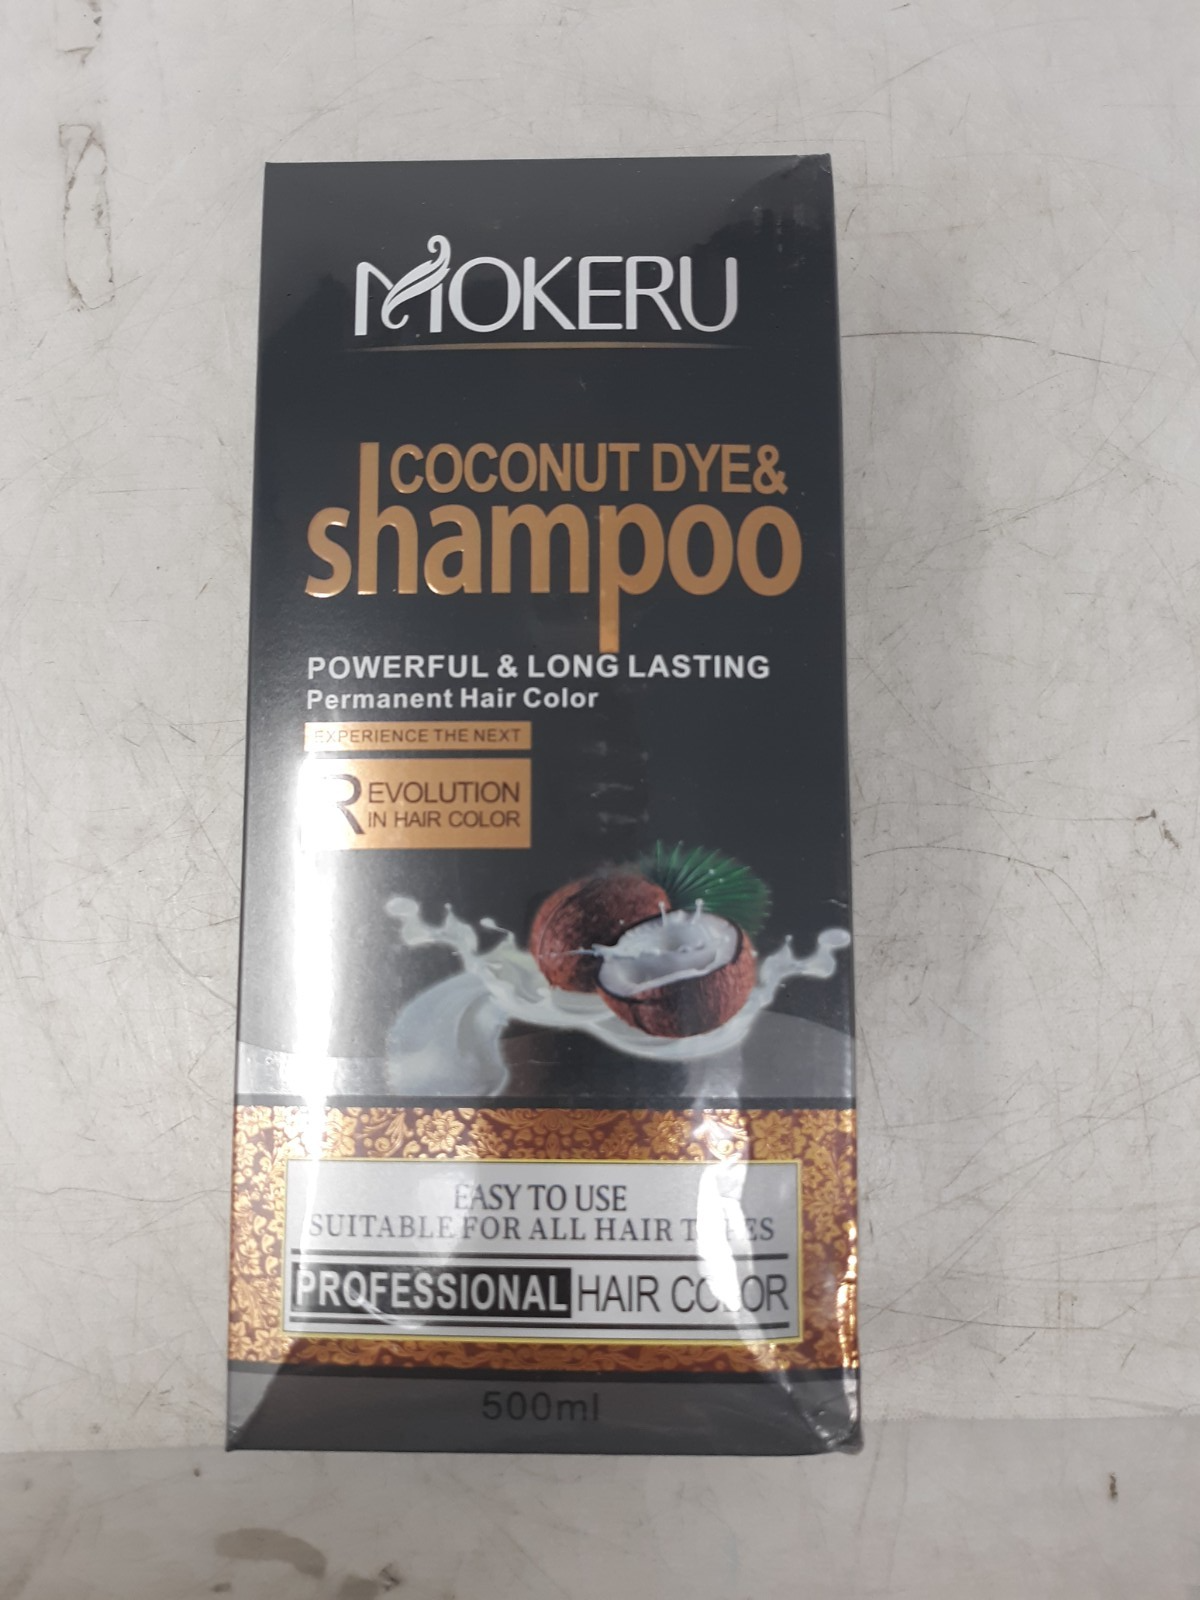 MOKERU
COCONUT DYE&
shampoo
POWERFUL & LONG LASTING
Permanent Hair Color
EXPERIENCE THE NEXT
REVOLUTION
IN HAIR COLOR
EASY TO USE
SUITABLE FOR ALL HAIR TYPES
PROFESSIONAL HAIR COLOR
500ml